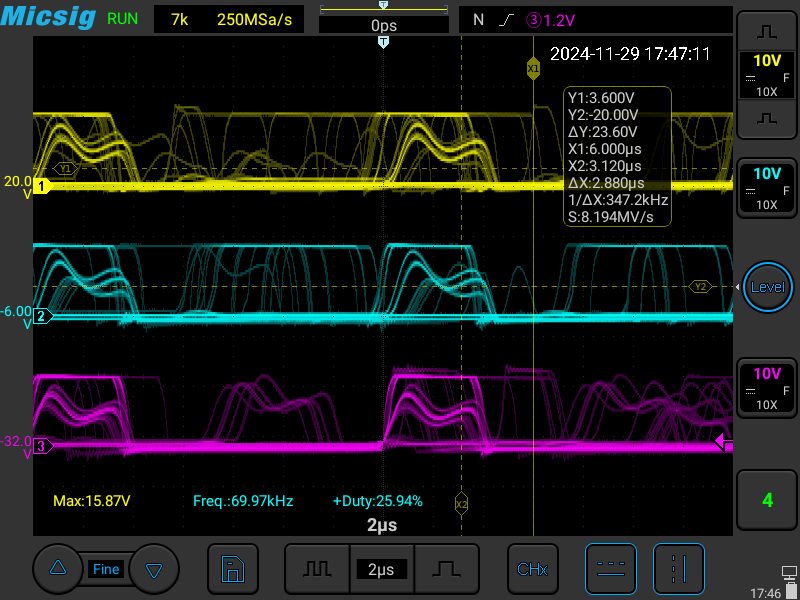 Micsig RUN 7k 250MSa/s 0ps N 3 1.2V
T
2024-11-29 17:47:11
X1
10V
F
10X
Y1:3.600V
Y2:-20.00V
ΔY:23.60V
X1:6.000μs
X2:3.120μs
ΔX:2.880μs
1/ΔX:347.2kHz
S:8.194MV/s
Y1
20.0
V
1
10V
F
10X
Y2
Level
-6.00
V
2
10V
F
10X
-32.0
V
3
Max:15.87V Freq.:69.97kHz +Duty:25.94%
X2
4
2μs
Fine 2μs CHx
17:46